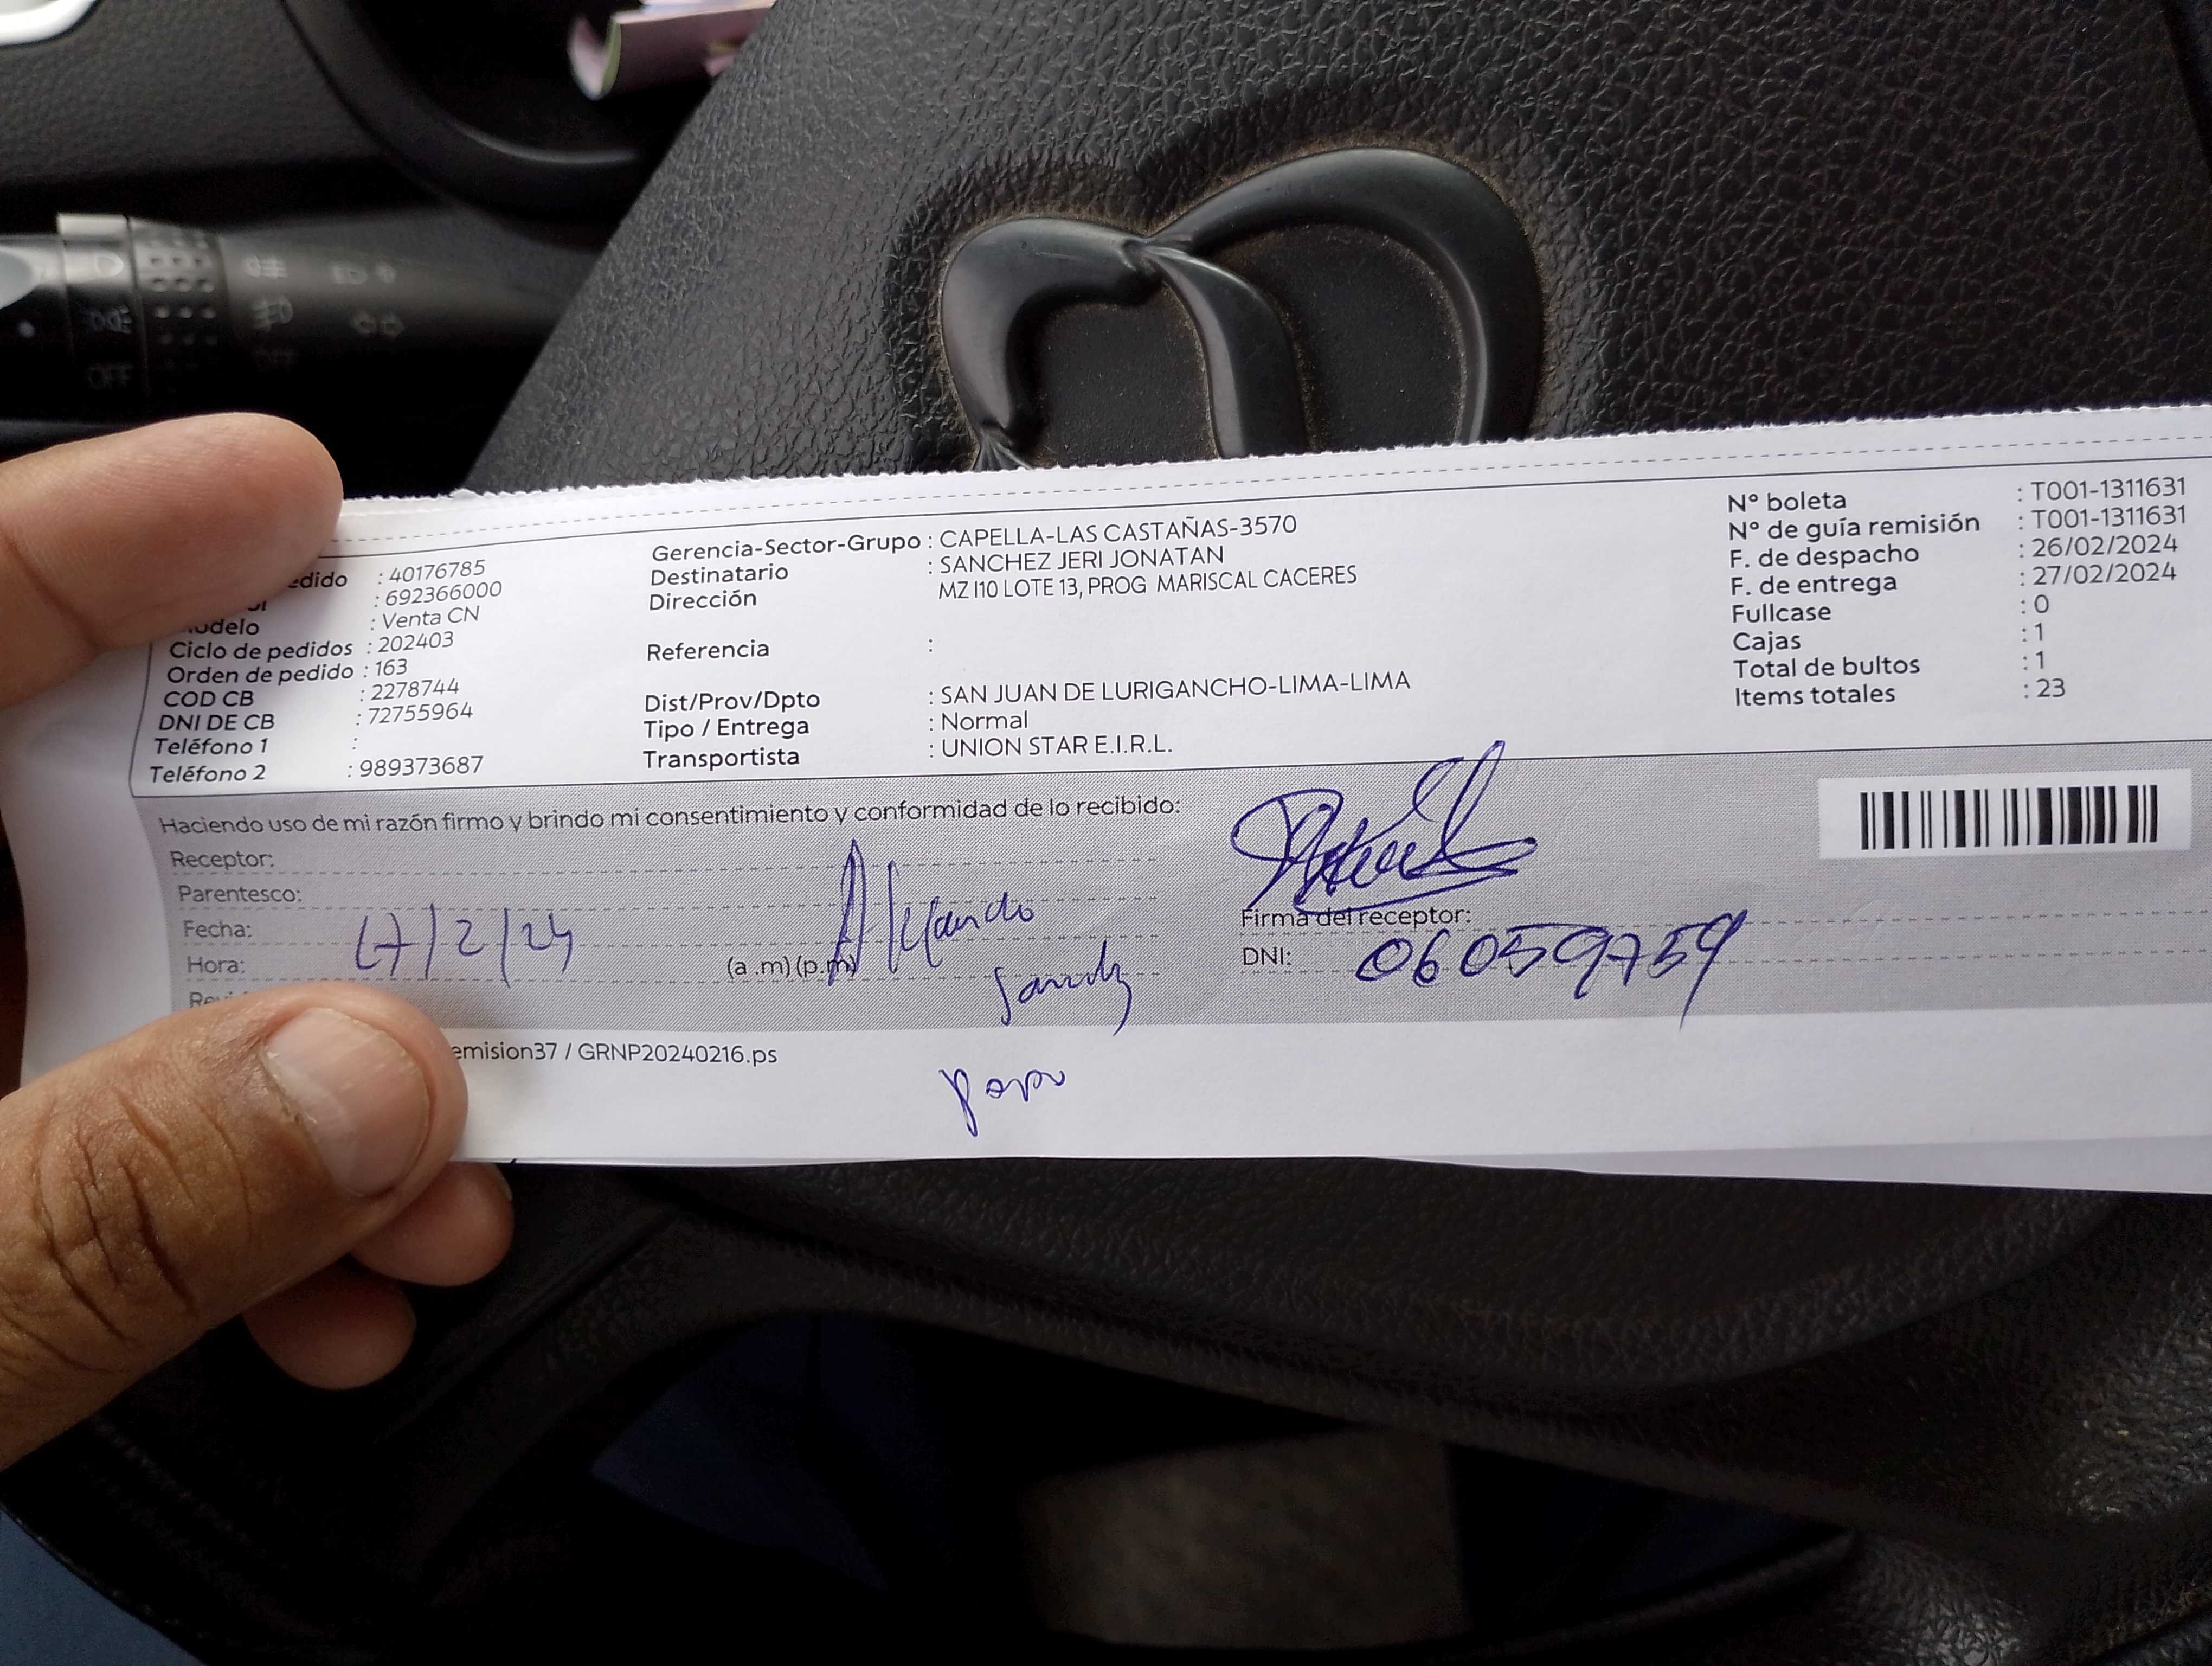 edido : 40176785
: 692366000
odelo : Venta CN
Ciclo de pedidos : 202403
Orden de pedido : 163
COD CB : 2278744
DNI DE CB : 72755964
Teléfono 1 :
Teléfono 2 : 989373687
Gerencia-Sector-Grupo : CAPELLA-LAS CASTAÑAS-3570
Destinatario : SANCHEZ JERI JONATAN
Dirección MZ I10 LOTE 13, PROG MARISCAL CACERES
Referencia :
Dist/Prov/Dpto : SAN JUAN DE LURIGANCHO-LIMA-LIMA
Tipo / Entrega : Normal
Transportista : UNION STAR E.I.R.L.
N° boleta : T001-1311631
N° de guía remisión : T001-1311631
F. de despacho : 26/02/2024
F. de entrega : 27/02/2024
Fullcase : 0
Cajas : 1
Total de bultos : 1
Items totales : 23
Haciendo uso de mi razón firmo y brindo mi consentimiento y conformidad de lo recibido:
Receptor:
Parentesco:
Fecha: 27/2/24
Hora: (a .m) (p.m)
Alejandro
Papa
Firma del receptor:
DNI: 06059759
emision37 / GRNP20240216.ps
OFF
OFF